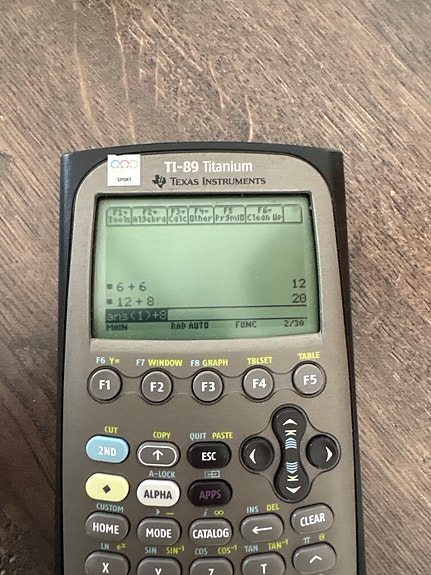 TI-89 Titanium
SPORT
TEXAS INSTRUMENTS
F1 F2 F3 F4 F5 F6
Tools Algebra Calc Other PrgmIO Clean Up
6 + 6 12
12 + 8 20
ans(1)+8
MAIN RAD AUTO FUNC 2/30
F6 Y= F7 WINDOW F8 GRAPH TBLSET TABLE
F1 F2 F3 F4 F5
CUT COPY QUIT PASTE
2ND ESC
A-LOCK
ALPHA APPS
CUSTOM i ∞ INS DEL
HOME MODE CATALOG CLEAR
LN eˣ SIN SIN⁻¹ COS COS⁻¹ TAN TAN⁻¹ π θ
X Y Z T ^